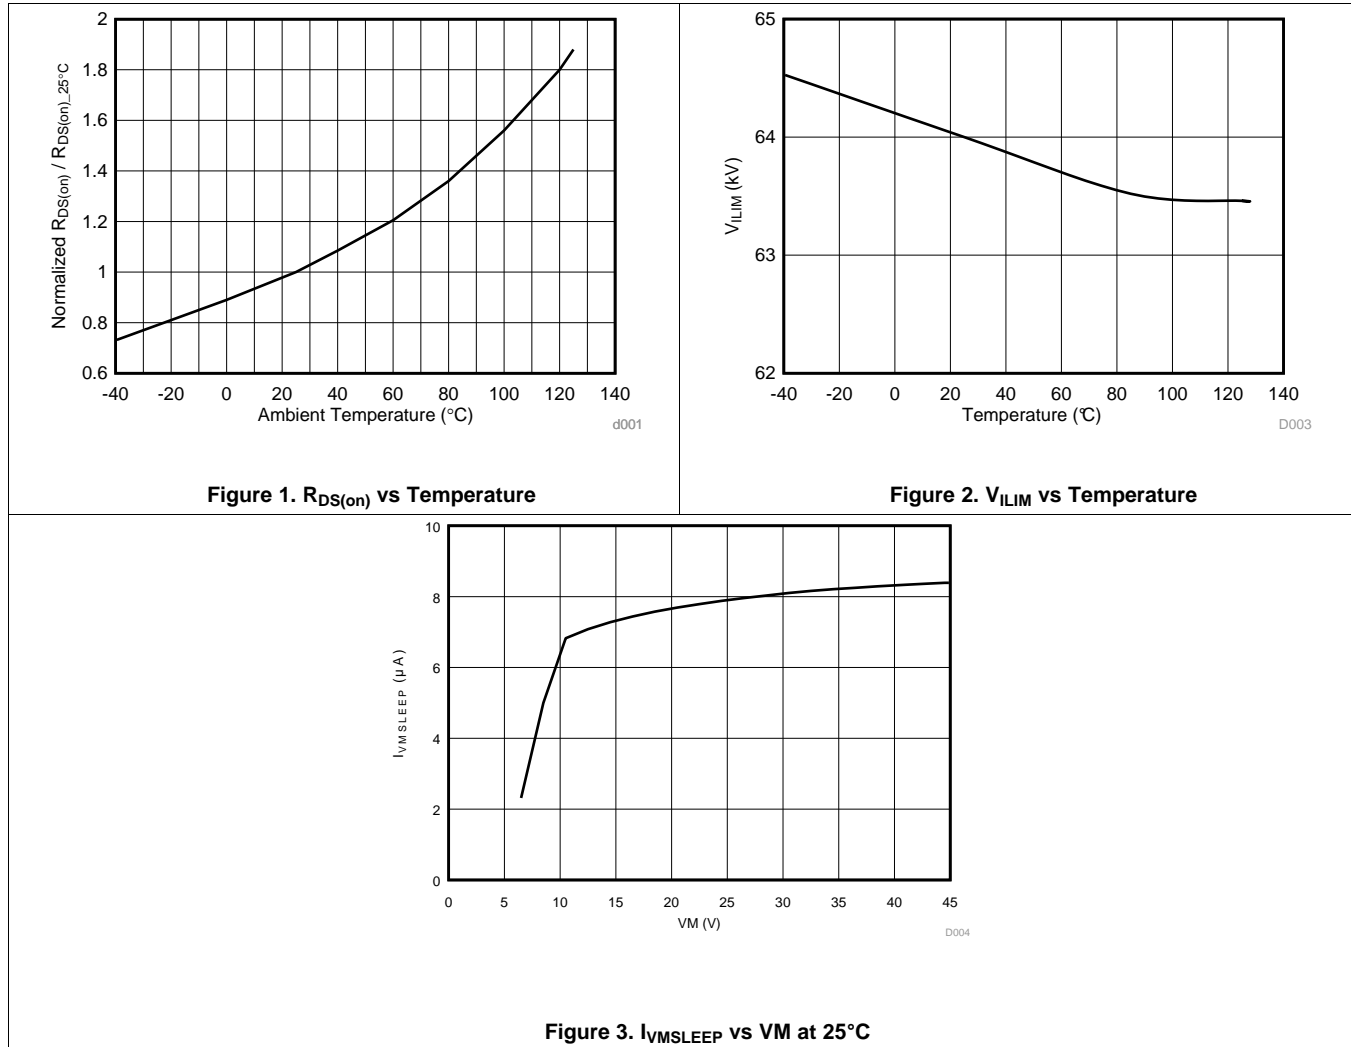 Normalized RDS(on) / RDS(on)_25°C
2
1.8
1.6
1.4
1.2
1
0.8
0.6
-40 -20 0 20 40 60 80 100 120 140
Ambient Temperature (°C)
d001
Figure 1. RDS(on) vs Temperature
VILIM (kV)
65
64
63
62
-40 -20 0 20 40 60 80 100 120 140
Temperature (°C)
D003
Figure 2. VILIM vs Temperature
IVMSLEEP (µA)
10
8
6
4
2
0
0 5 10 15 20 25 30 35 40 45
VM (V)
D004
Figure 3. IVMSLEEP vs VM at 25°C